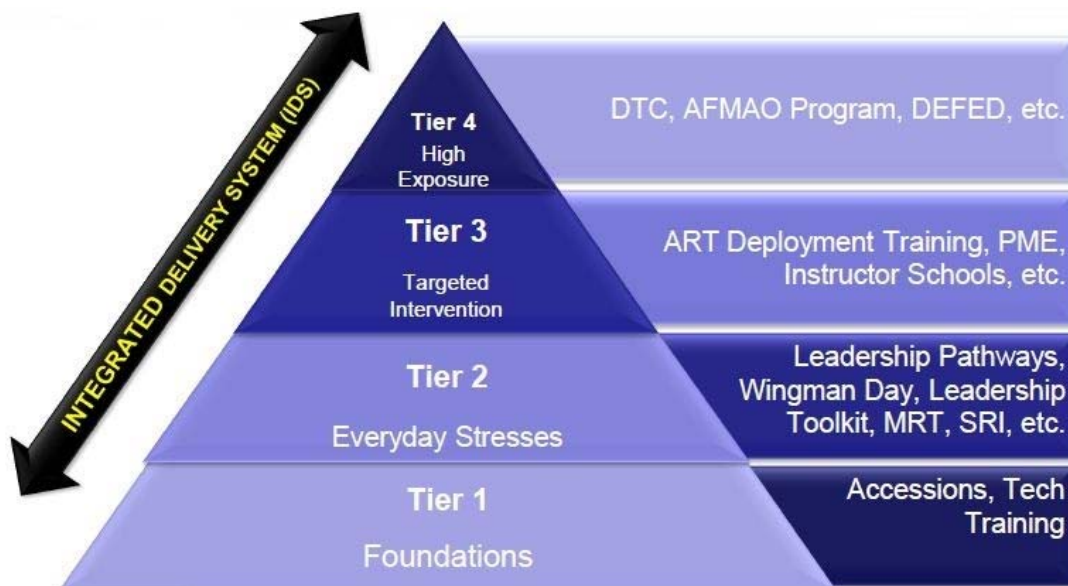 INTEGRATED DELIVERY SYSTEM (IDS)
Tier 4
High
Exposure
DTC, AFMAO Program, DEFED, etc.
Tier 3
Targeted
Intervention
ART Deployment Training, PME,
Instructor Schools, etc.
Tier 2
Everyday Stresses
Leadership Pathways,
Wingman Day, Leadership
Toolkit, MRT, SRI, etc.
Tier 1
Foundations
Accessions, Tech
Training